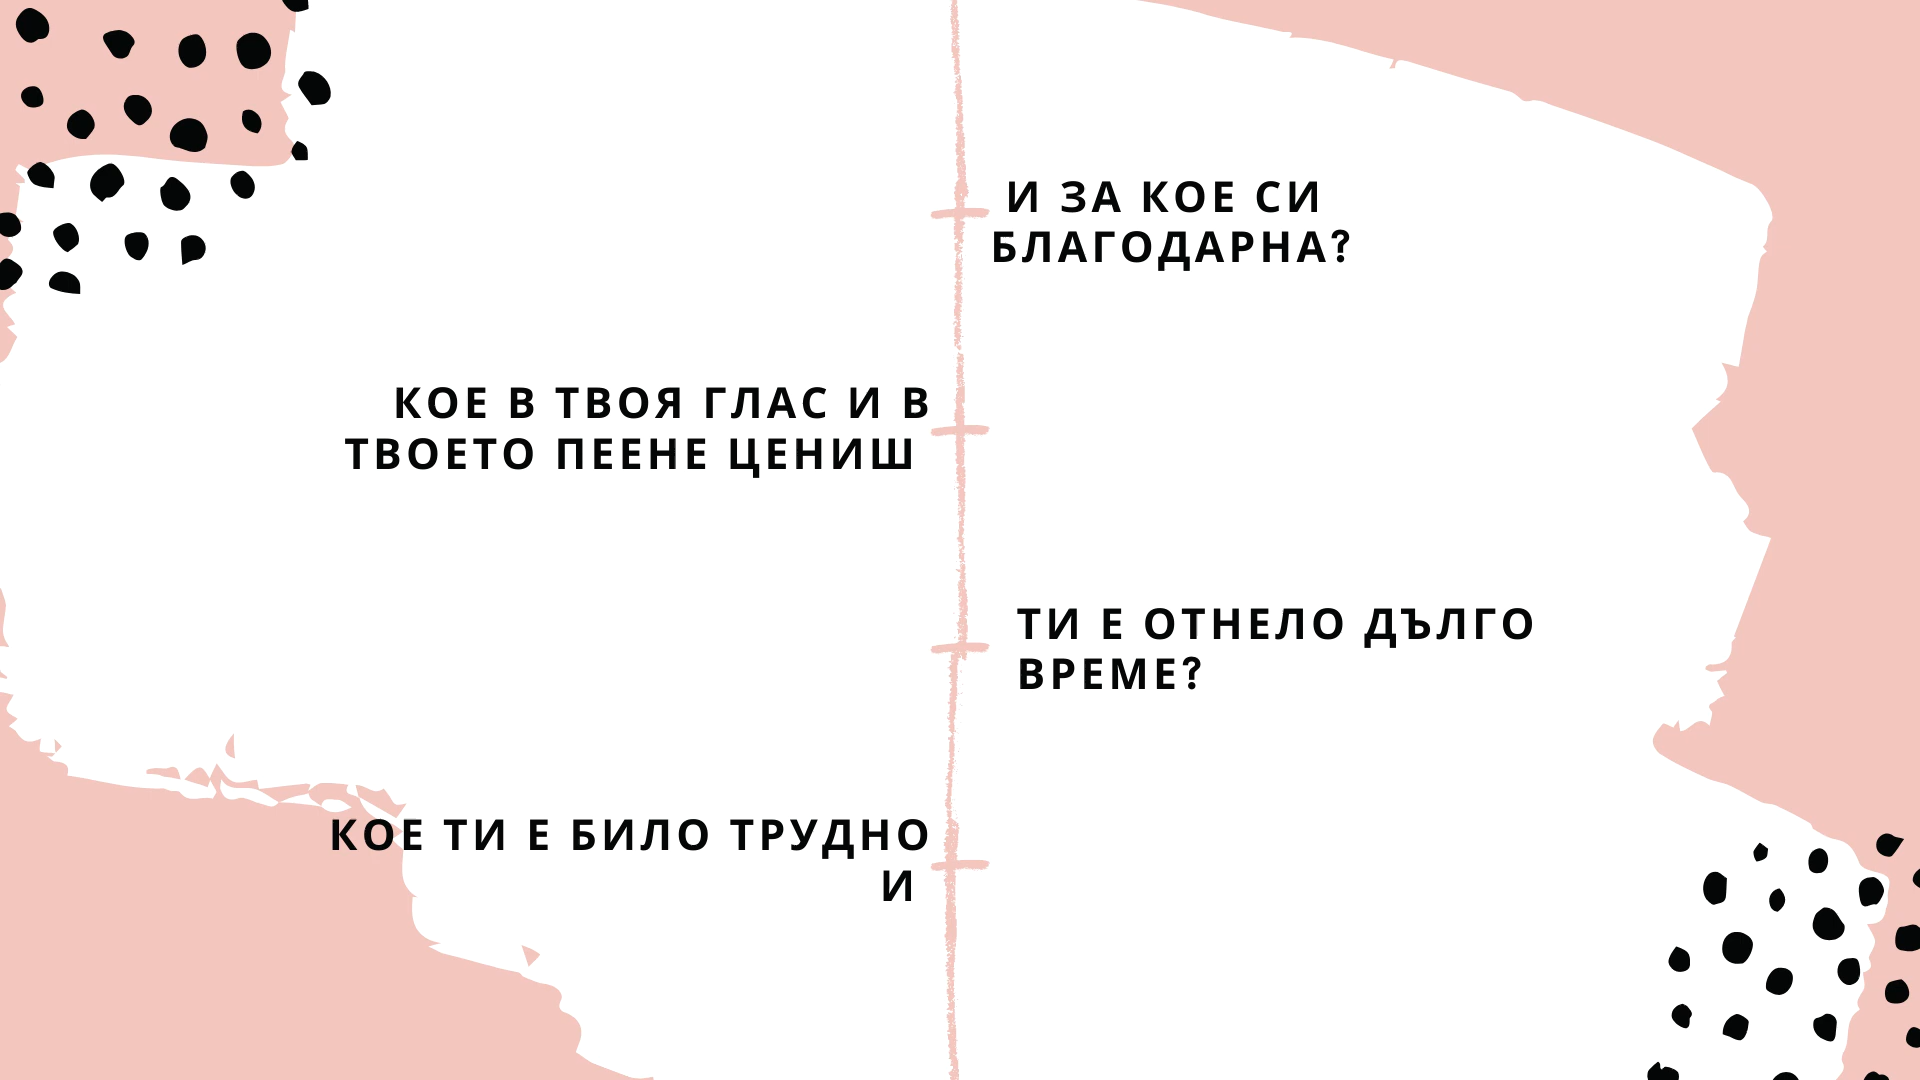 И ЗА КОЕ СИ
БЛАГОДАРНА?
КОЕ В ТВОЯ ГЛАС И В
ТВОЕТО ПЕЕНЕ ЦЕНИШ
ТИ Е ОТНЕЛО ДЪЛГО
ВРЕМЕ?
КОЕ ТИ Е БИЛО ТРУДНО
И